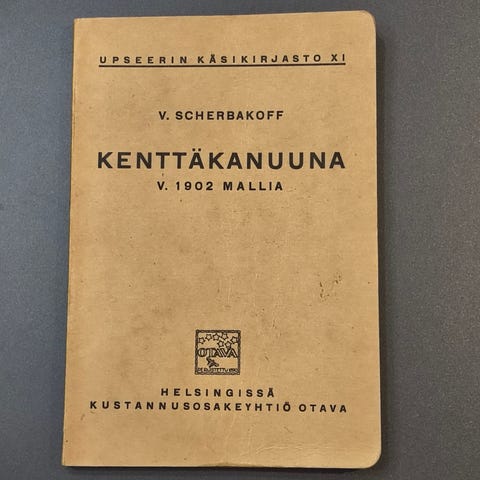 UPSEERIN KÄSIKIRJASTO XI
V. SCHERBAKOFF
KENTTÄKANUUNA
V. 1902 MALLIA
OTAVA
HELSINGISSÄ
KUSTANNUSOSAKEYHTIÖ OTAVA